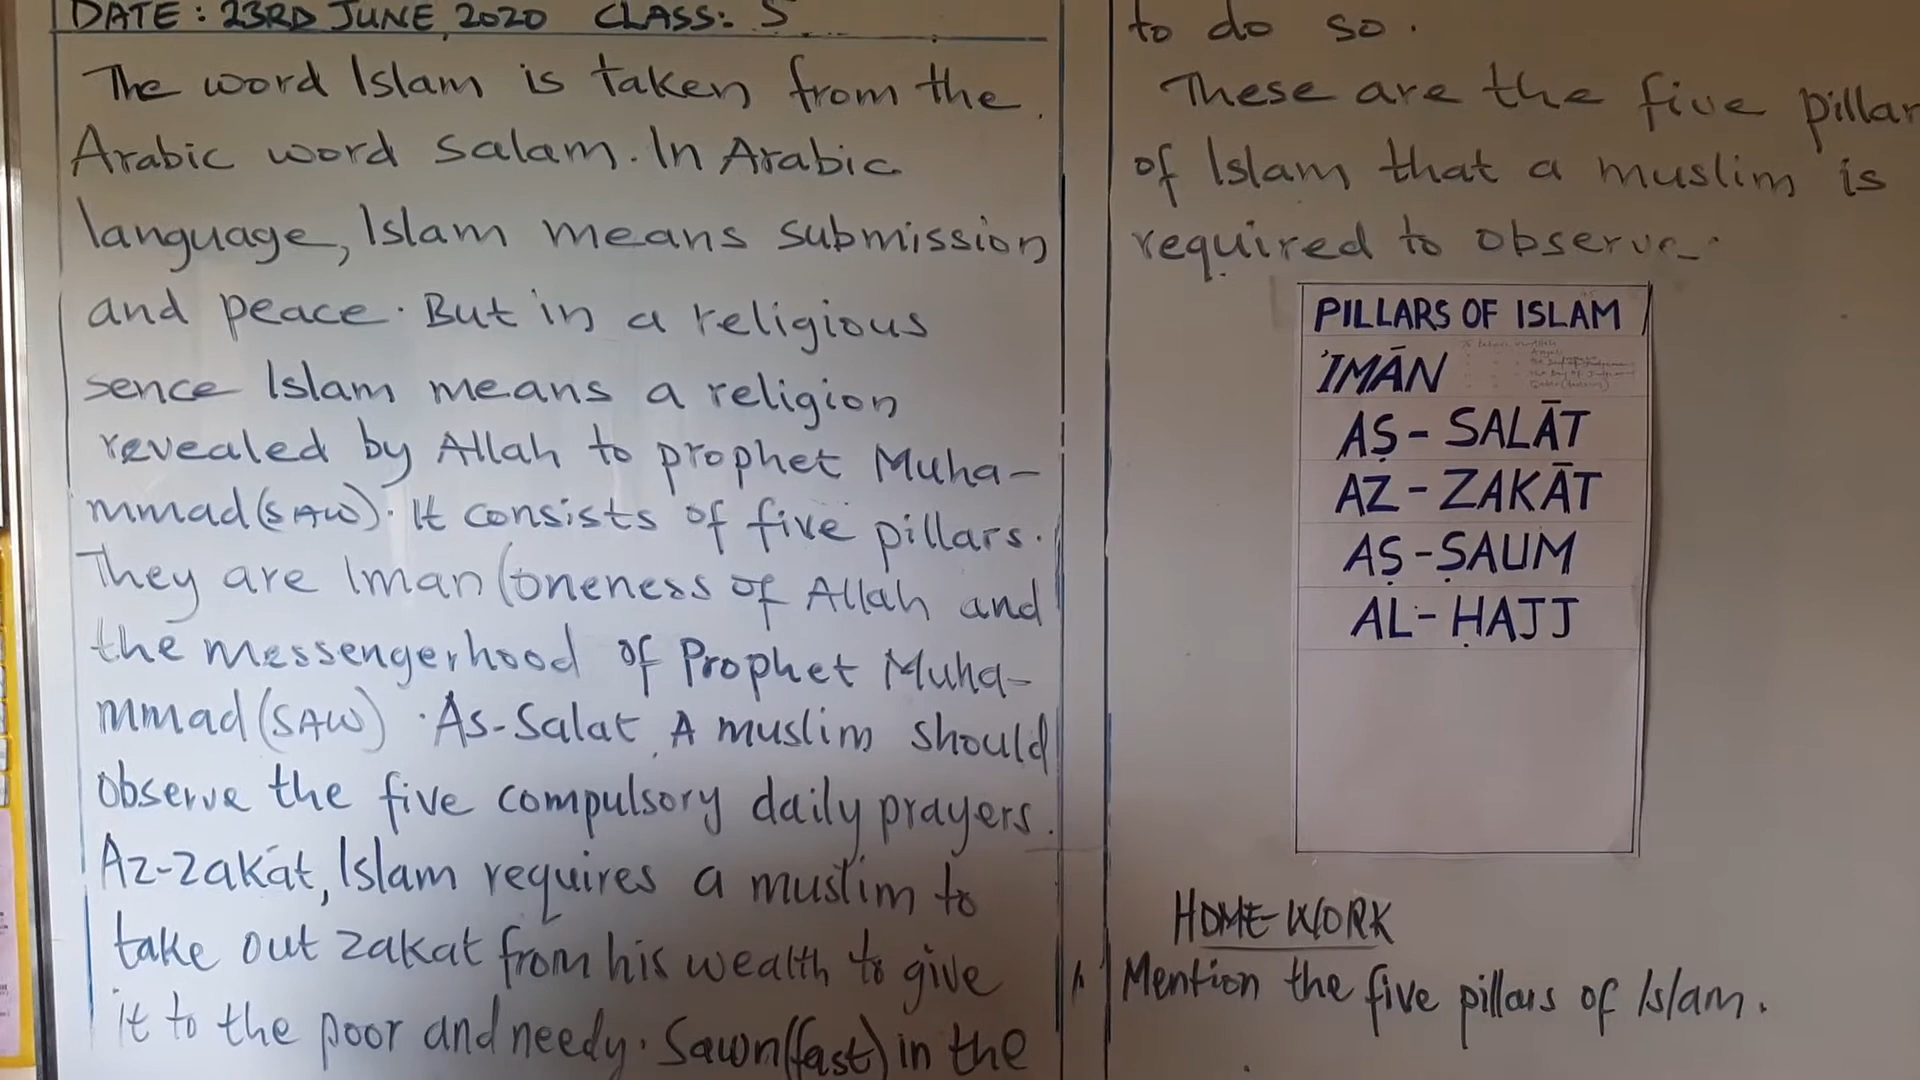 DATE: 23RD JUNE, 2020 CLASS: 5
The word Islam is taken from the
Arabic word salam. In Arabic
language, Islam means submission
and peace. But in a religious
sence Islam means a religion
revealed by Allah to prophet Muha-
mmad(SAW). It consists of five pillars.
They are Iman (oneness of Allah and
the messengerhood of Prophet Muha-
mmad(SAW). As-Salat, A muslim should
observe the five compulsory daily prayers.
Az-zakat, Islam requires a muslim to
take out zakat from his wealth to give
it to the poor and needy. Sawn(fast) in the
to do so.
These are the five pillar
of Islam that a muslim is
required to observe.
PILLARS OF ISLAM
'IMĀN
AṢ-SALĀT
AZ-ZAKĀT
AṢ-ṢAUM
AL-ḤAJJ
HOME-WORK
1. Mention the five pillars of Islam.